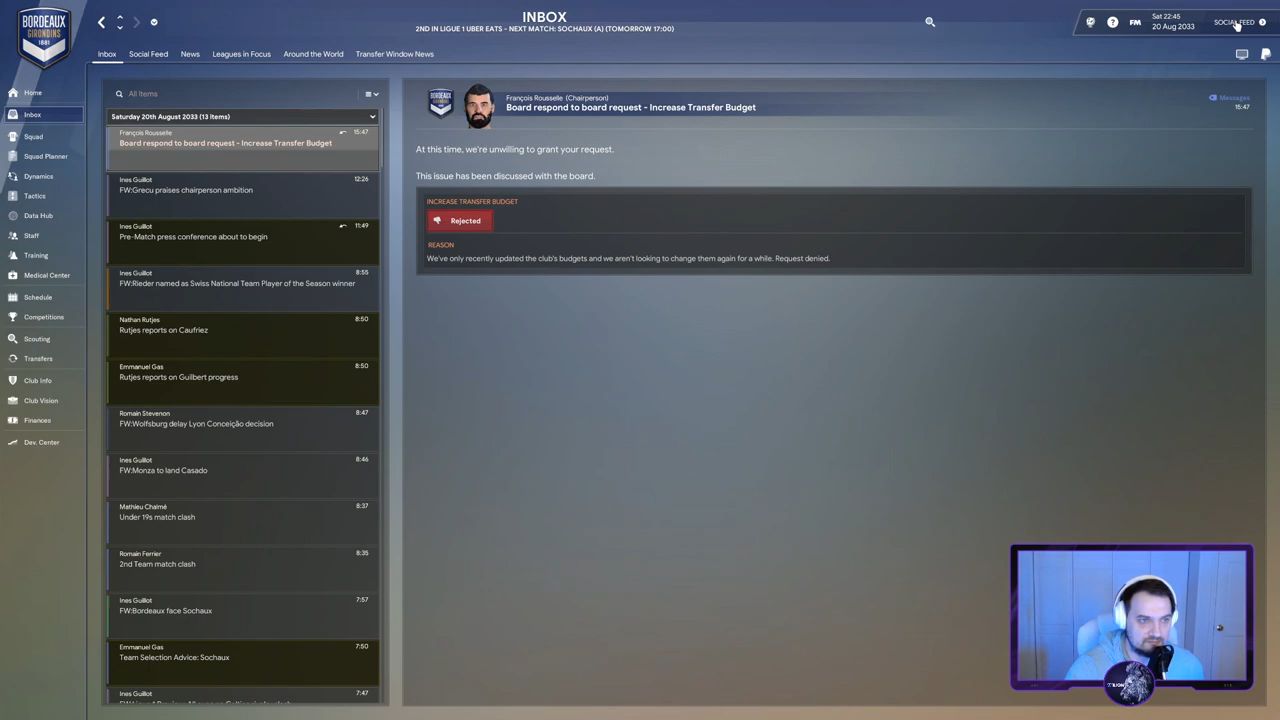 BORDEAUX
GIRONDINS
1881
INBOX
2ND IN LIGUE 1 UBER EATS - NEXT MATCH: SOCHAUX (A) (TOMORROW 17:00)
FM
Sat 22:45
20 Aug 2033
SOCIAL FEED
Inbox
Social Feed
News
Leagues in Focus
Around the World
Transfer Window News
Home
Inbox
Squad
Squad Planner
Dynamics
Tactics
Data Hub
Staff
Training
Medical Center
Schedule
Competitions
Scouting
Transfers
Club Info
Club Vision
Finances
Dev. Center
All Items
Saturday 20th August 2033 (13 Items)
François Rousselle 15:47
Board respond to board request - Increase Transfer Budget
Ines Guillot 12:26
FW:Grecu praises chairperson ambition
Ines Guillot 11:49
Pre-Match press conference about to begin
Ines Guillot 8:55
FW:Rieder named as Swiss National Team Player of the Season winner
Nathan Rutjes 8:50
Rutjes reports on Caufriez
Emmanuel Gas 8:50
Rutjes reports on Guilbert progress
Romain Stevenon 8:47
FW:Wolfsburg delay Lyon Conceição decision
Ines Guillot 8:46
FW:Monza to land Casado
Mathieu Chalmé 8:37
Under 19s match clash
Romain Ferrier 8:35
2nd Team match clash
Ines Guillot 7:57
FW:Bordeaux face Sochaux
Emmanuel Gas 7:50
Team Selection Advice: Sochaux
Ines Guillot 7:47
François Rousselle (Chairperson)
Board respond to board request - Increase Transfer Budget
Messages
15:47
At this time, we're unwilling to grant your request.
This issue has been discussed with the board.
INCREASE TRANSFER BUDGET
Rejected
REASON
We've only recently updated the club's budgets and we aren't looking to change them again for a while. Request denied.